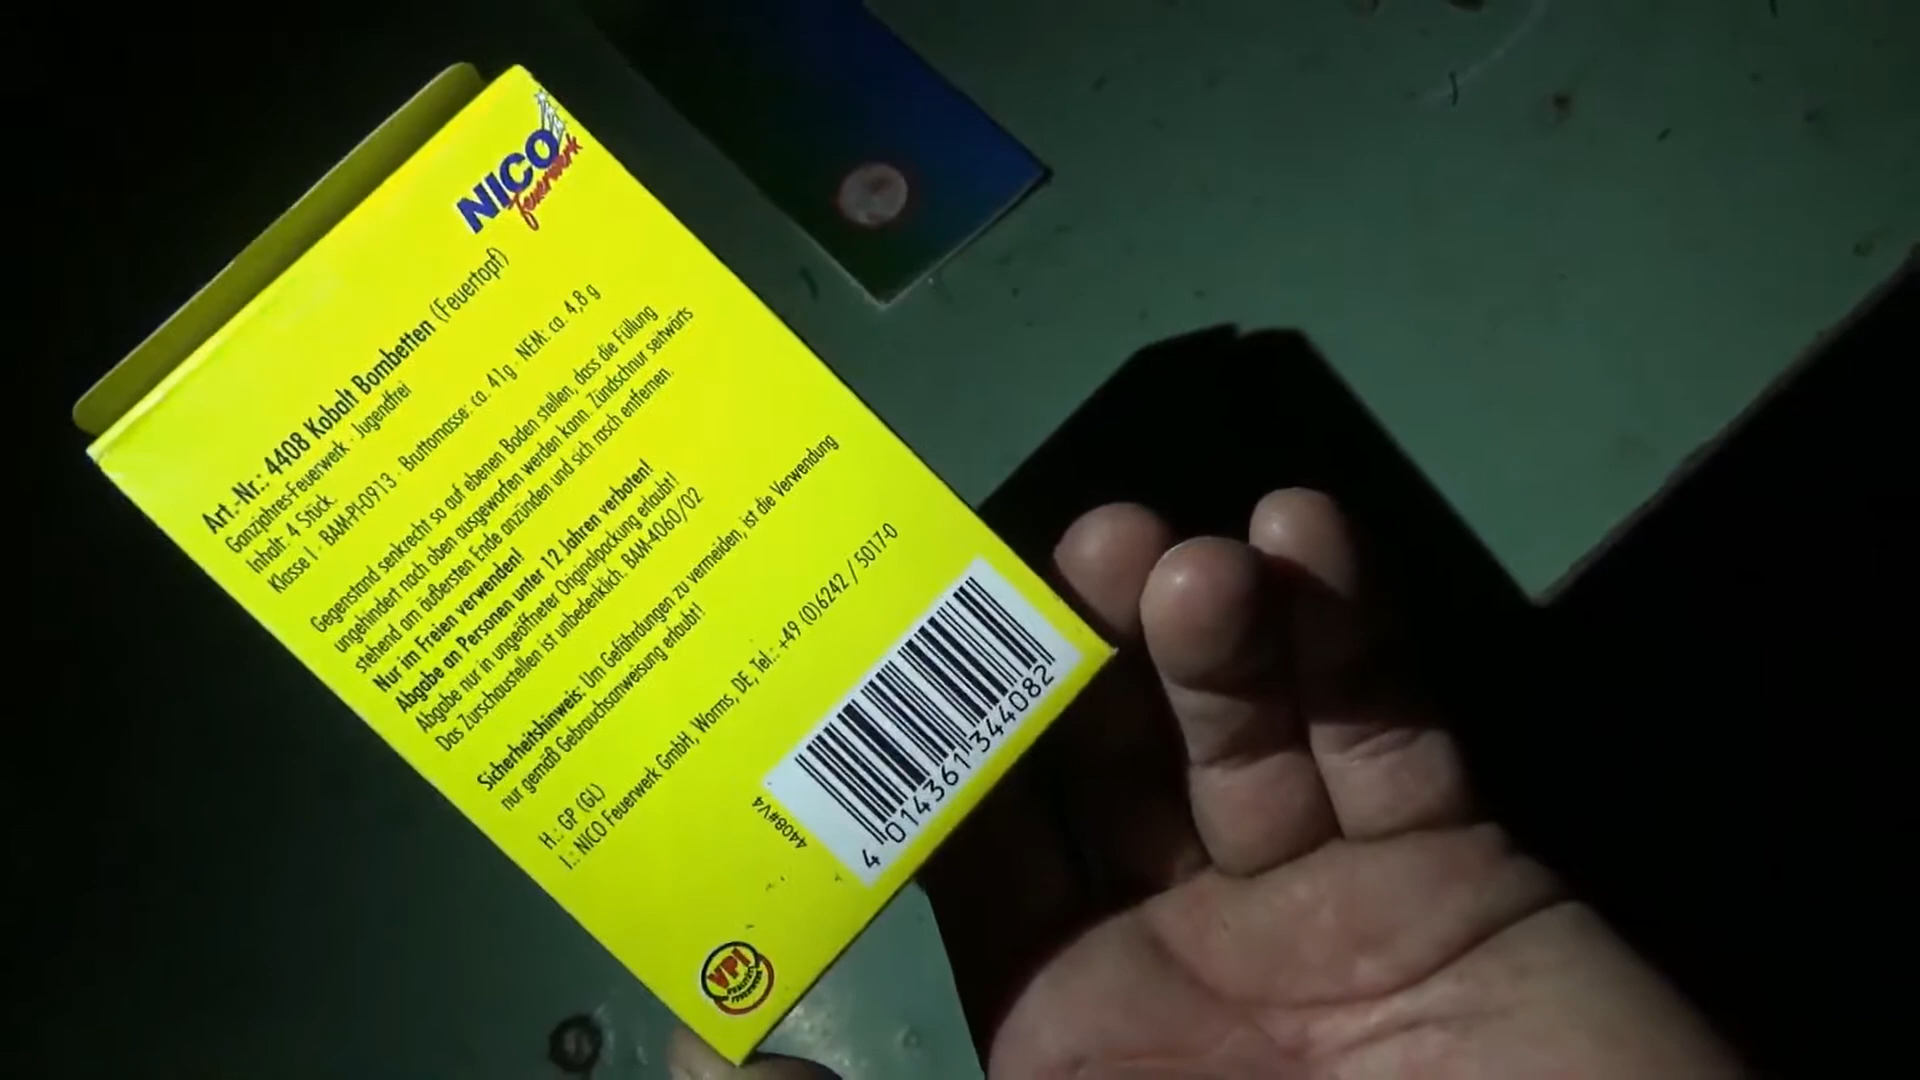 NICO
feuerwerk
Art.-Nr.: 4408 Kobalt Bombetten (Feuertopf)
Ganzjahres-Feuerwerk · Jugendfrei
Inhalt: 4 Stück.
Klasse I · BAM-PI-0913 · Bruttomasse: ca. 41g · NEM: ca. 4,8 g
Gegenstand senkrecht so auf ebenen Boden stellen, dass die Füllung
ungehindert nach oben ausgeworfen werden kann. Zündschnur seitwärts
stehend am äußersten Ende anzünden und sich rasch entfernen.
Nur im Freien verwenden!
Abgabe an Personen unter 12 Jahren verboten!
Abgabe nur in ungeöffneter Originalpackung erlaubt!
Das Zurschaustellen ist unbedenklich. BAM-4060/02
Sicherheitshinweis: Um Gefährdungen zu vermeiden, ist die Verwendung
nur gemäß Gebrauchsanweisung erlaubt!
H.: GP (GL)
I.: NICO Feuerwerk GmbH, Worms, DE, Tel.: +49 (0)6242 / 5017-0
4408#V4
4 014361 344082
VPI